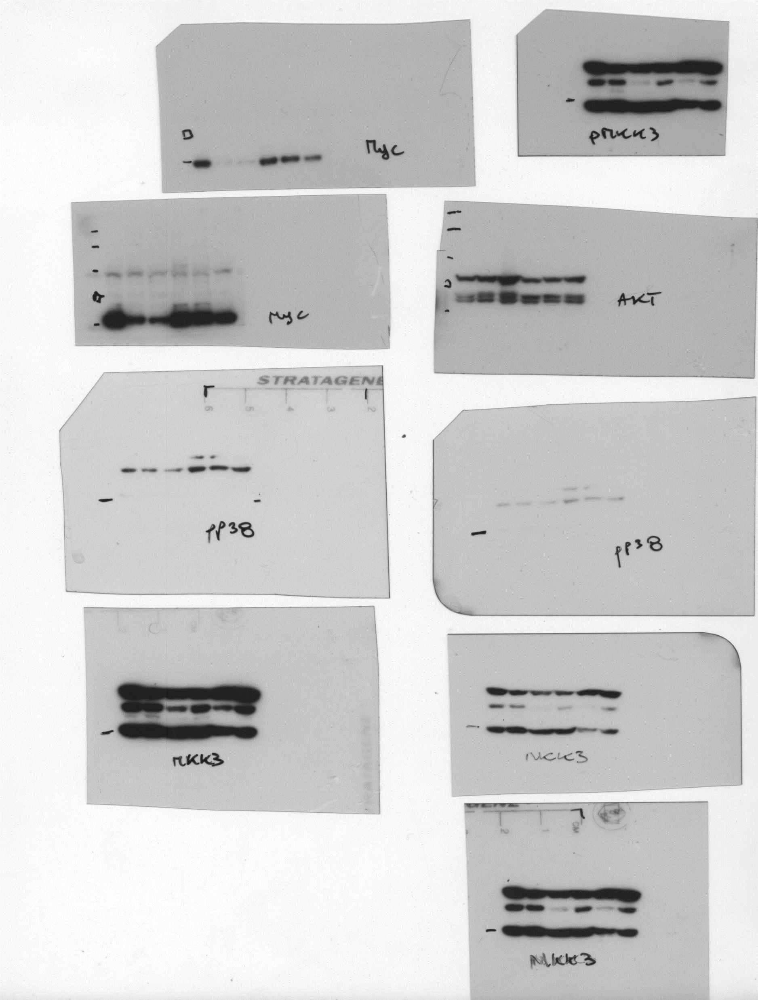 Myc
pMKK3
Myc
AKT
STRATAGENE
6 5 4 3 2
pp38
pp38
MKK3
MKK3
2 1 CM
MKK3